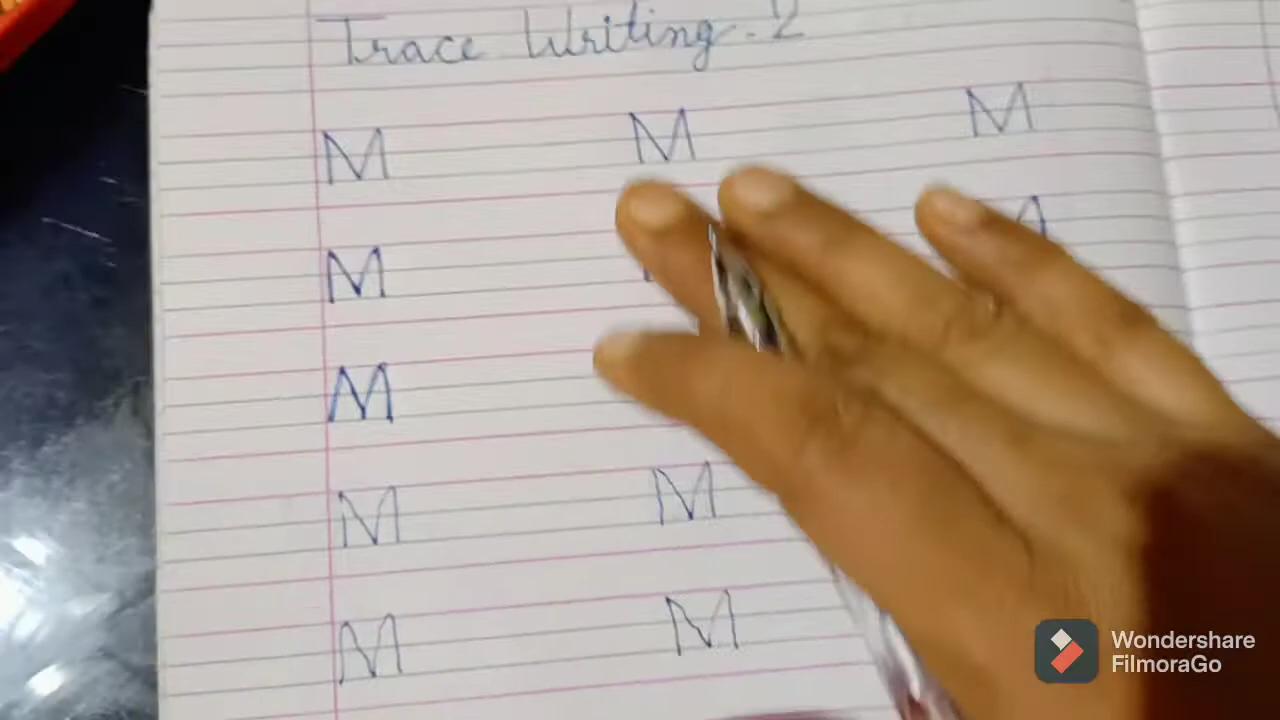 Trace Writing. 2
M M M
M
M
M M
M M
Wondershare
FilmoraGo